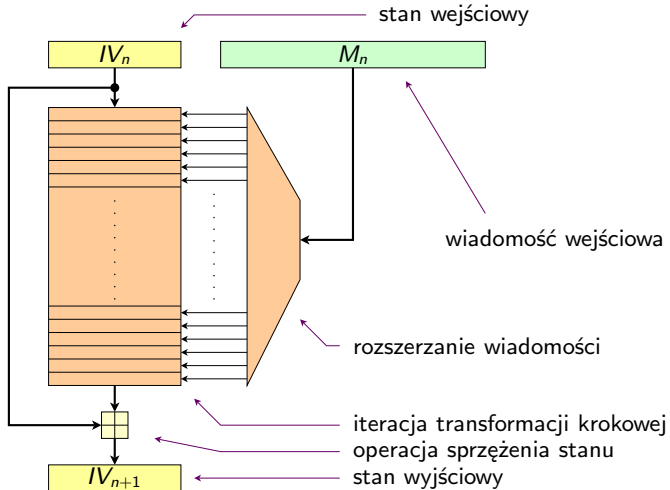 stan wejściowy
IVₙ
Mₙ
wiadomość wejściowa
rozszerzanie wiadomości
iteracja transformacji krokowej
operacja sprzężenia stanu
IVₙ₊₁
stan wyjściowy